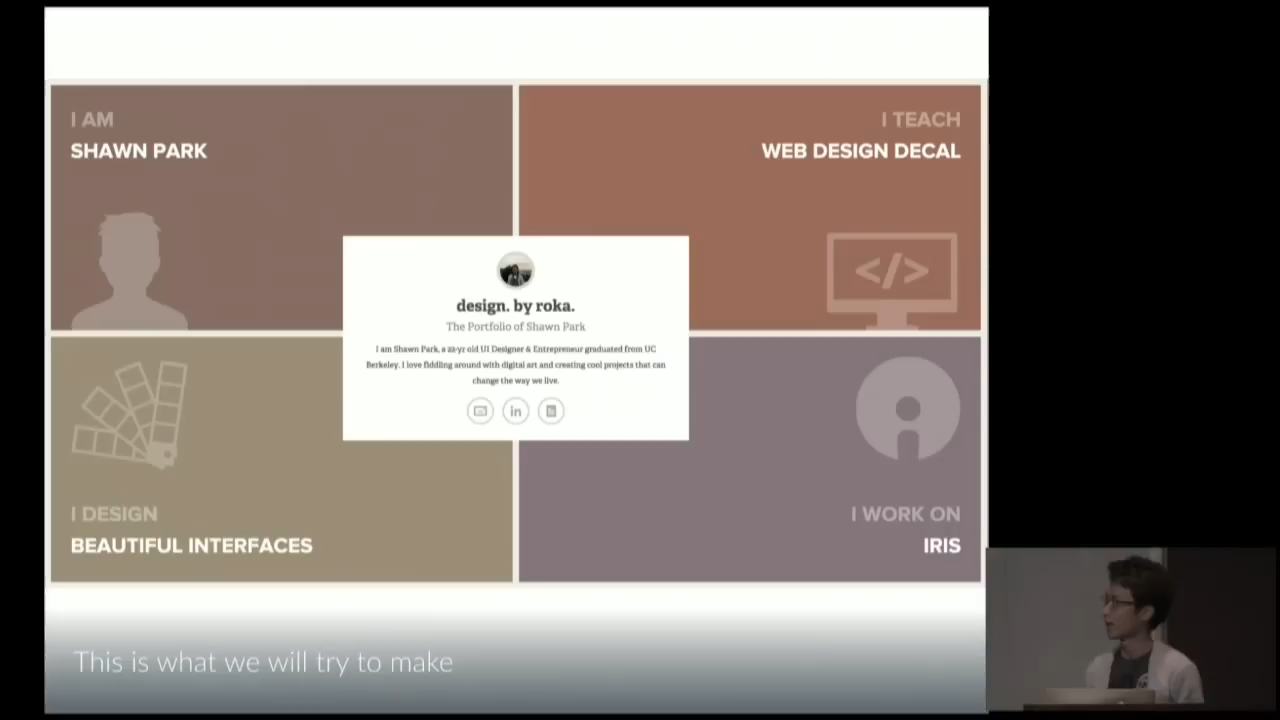 I AM
SHAWN PARK
I TEACH
WEB DESIGN DECAL
</>
design. by roka.
The Portfolio of Shawn Park
I am Shawn Park, a 22-yr old UI Designer & Entrepreneur graduated from UC
Berkeley. I love fiddling around with digital art and creating cool projects that can
change the way we live.
in
I DESIGN
BEAUTIFUL INTERFACES
I WORK ON
IRIS
This is what we will try to make